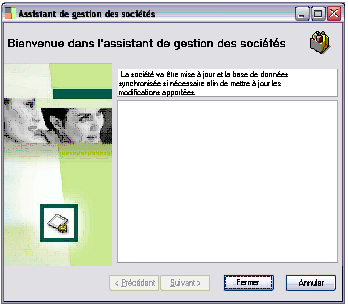 Assistant de gestion des sociétés
Bienvenue dans l'assistant de gestion des sociétés
La société va être mise à jour et la base de données
synchronisée si nécessaire afin de mettre à jour les
modifications apportées.
< Précédent
Suivant >
Fermer
Annuler